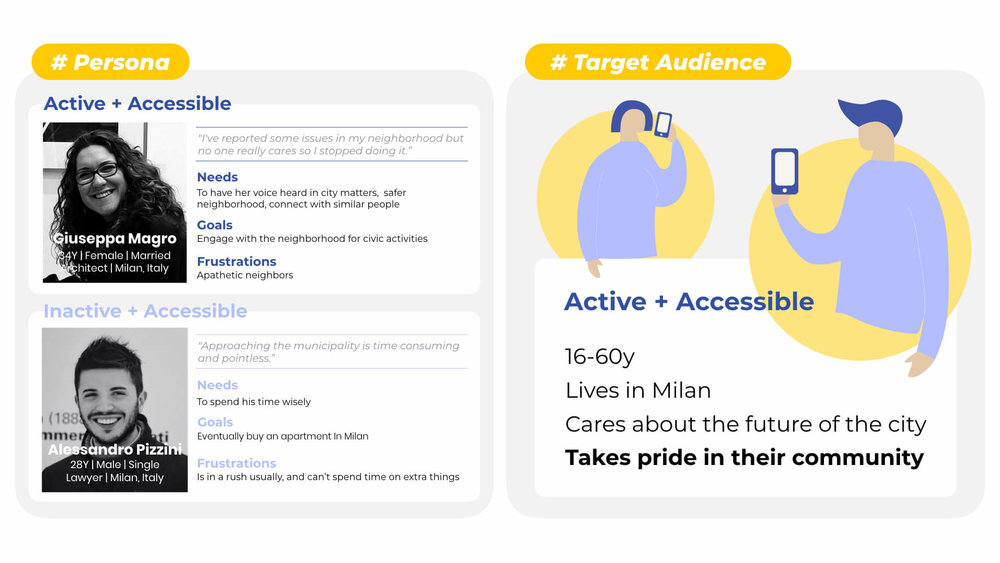 # Persona
Active + Accessible
"I've reported some issues in my neighborhood but
no one really cares so I stopped doing it."
Needs
To have her voice heard in city matters, safer
neighborhood, connect with similar people
Goals
Engage with the neighborhood for civic activities
Frustrations
Apathetic neighbors
Giuseppa Magro
34Y | Female | Married
Architect | Milan, Italy
Inactive + Accessible
"Approaching the municipality is time consuming
and pointless."
Needs
To spend his time wisely
Goals
Eventually buy an apartment In Milan
Frustrations
Is in a rush usually, and can't spend time on extra things
(1883
Alessandro Pizzini
28Y | Male | Single
Lawyer | Milan, Italy
# Target Audience
Active + Accessible
16-60y
Lives in Milan
Cares about the future of the city
Takes pride in their community